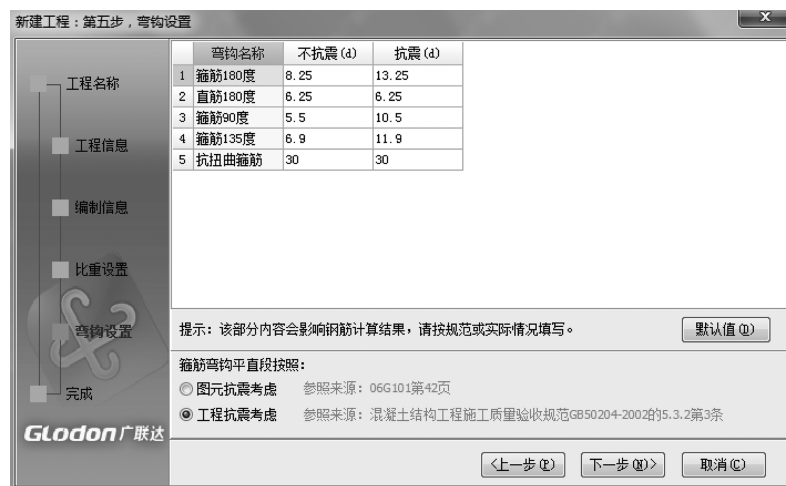 新建工程：第五步，弯钩设置
X
工程名称
工程信息
编制信息
比重设置
弯钩设置
完成
GLodon广联达
弯钩名称 不抗震(d) 抗震(d)
1 箍筋180度 8.25 13.25
2 直筋180度 6.25 6.25
3 箍筋90度 5.5 10.5
4 箍筋135度 6.9 11.9
5 抗扭曲箍筋 30 30
提示：该部分内容会影响钢筋计算结果，请按规范或实际情况填写。
默认值(D)
箍筋弯钩平直段按照：
图元抗震考虑 参照来源：06G101第42页
工程抗震考虑 参照来源：混凝土结构工程施工质量验收规范GB50204-2002的5.3.2第3条
<上一步(P)
下一步(N)>
取消(C)